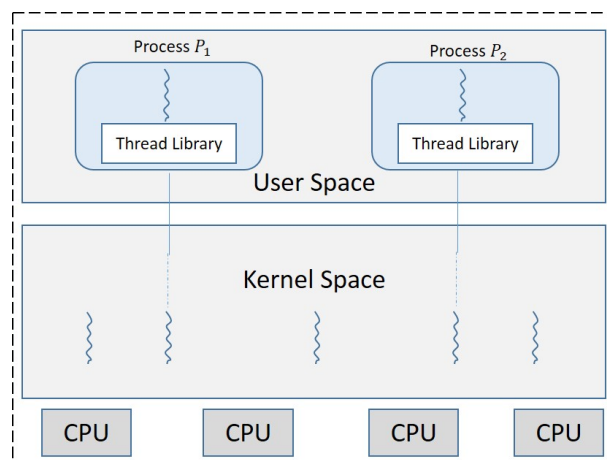 Process P₁
Process P₂
Thread Library
Thread Library
User Space
Kernel Space
CPU
CPU
CPU
CPU